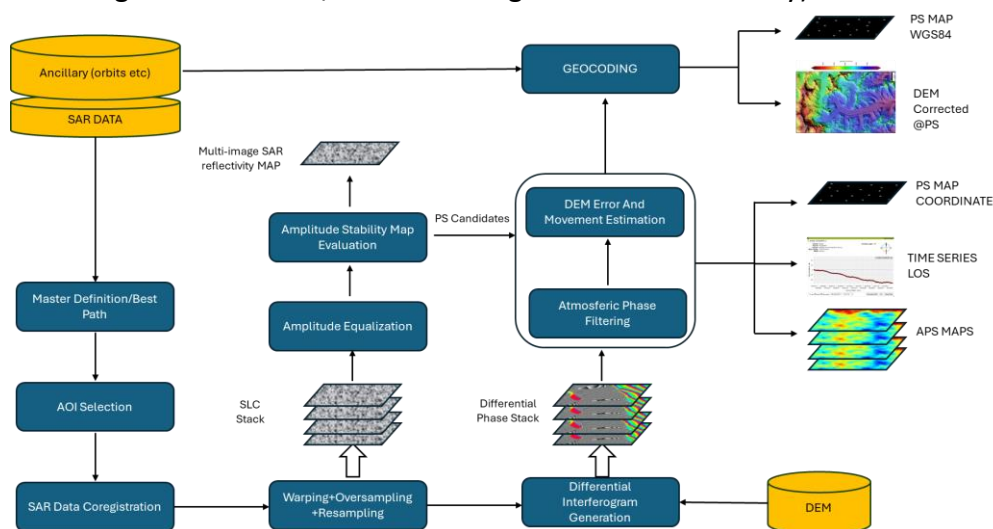 PS MAP
WGS84
Ancillary (orbits etc)
GEOCODING
SAR DATA
DEM
Corrected
@PS
Multi-image SAR
reflectivity MAP
PS MAP
COORDINATE
DEM Error And
Movement Estimation
Amplitude Stability Map
Evaluation
PS Candidates
TIME SERIES
LOS
Master Definition/Best
Path
Amplitude Equalization
Atmosferic Phase
Filtering
APS MAPS
AOI Selection
SLC
Stack
Differential
Phase Stack
SAR Data Coregistration
Warping+Oversampling
+Resampling
Differential
Interferogram
Generation
DEM